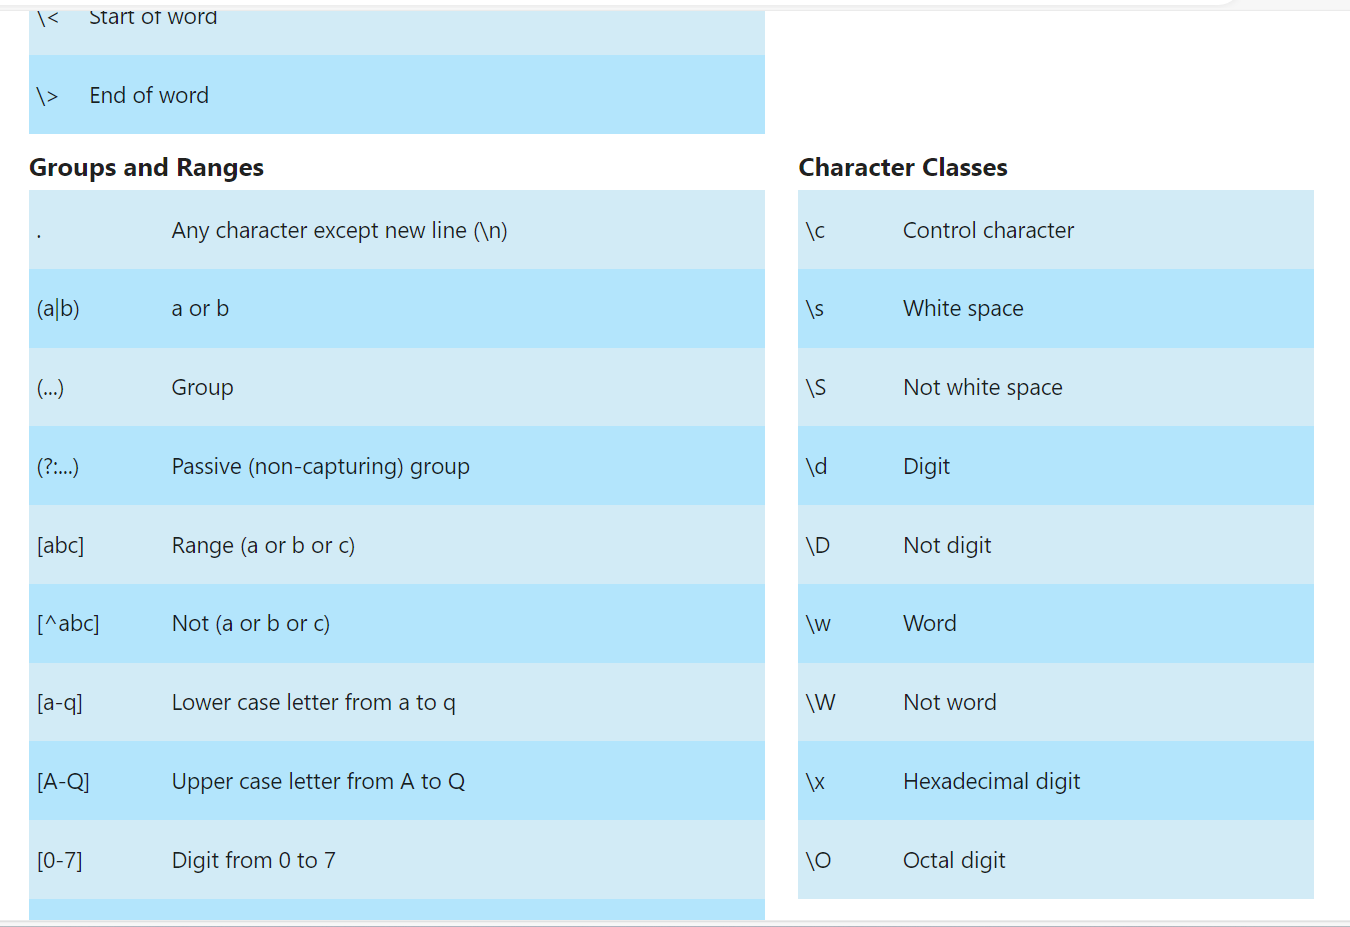 \< Start of word
\> End of word
Groups and Ranges
. Any character except new line (\n)
(a|b) a or b
(...) Group
(?:...) Passive (non-capturing) group
[abc] Range (a or b or c)
[^abc] Not (a or b or c)
[a-q] Lower case letter from a to q
[A-Q] Upper case letter from A to Q
[0-7] Digit from 0 to 7
Character Classes
\c Control character
\s White space
\S Not white space
\d Digit
\D Not digit
\w Word
\W Not word
\x Hexadecimal digit
\O Octal digit